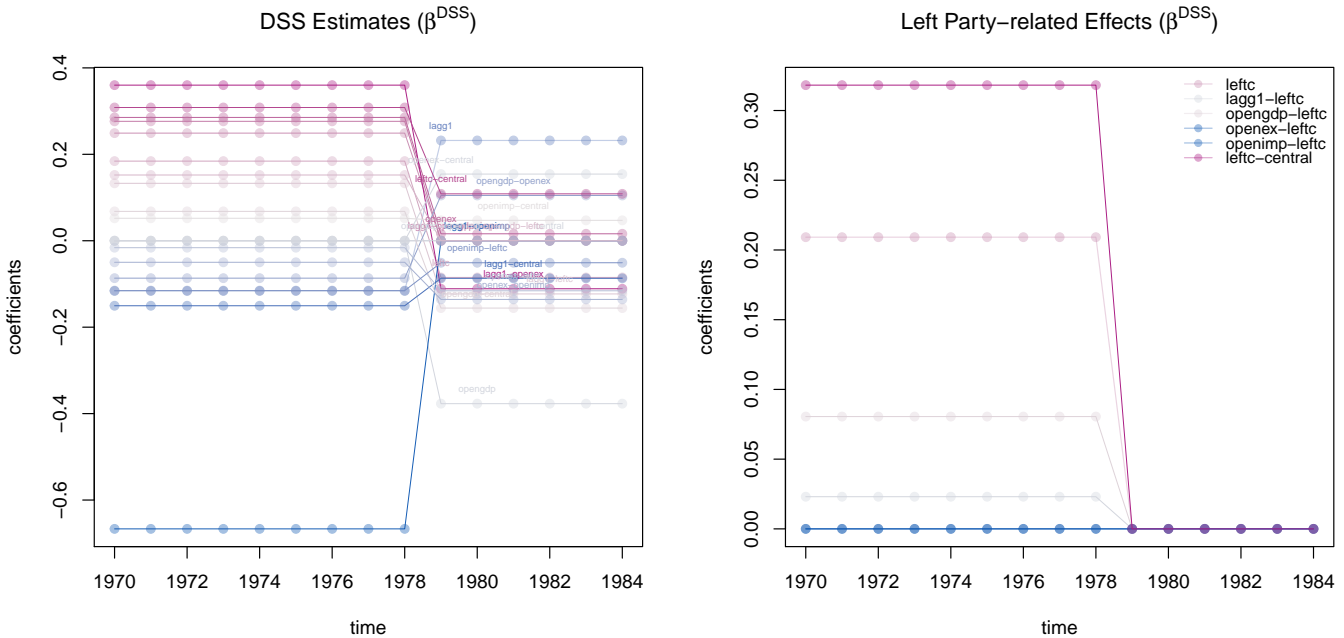 DSS Estimates (β^DSS)
coefficients
0.4
0.2
0.0
−0.2
−0.4
−0.6
lagg1
leftc−central
opengdp−openex
openimp−central
openex
lagg1−openimp
openimp−leftc
lagg1−central
lagg1−openex
openex−openimp
opengdp
1970 1972 1974 1976 1978 1980 1982 1984
time
Left Party−related Effects (β^DSS)
coefficients
0.30
0.25
0.20
0.15
0.10
0.05
0.00
leftc
lagg1−leftc
opengdp−leftc
openex−leftc
openimp−leftc
leftc−central
1970 1972 1974 1976 1978 1980 1982 1984
time